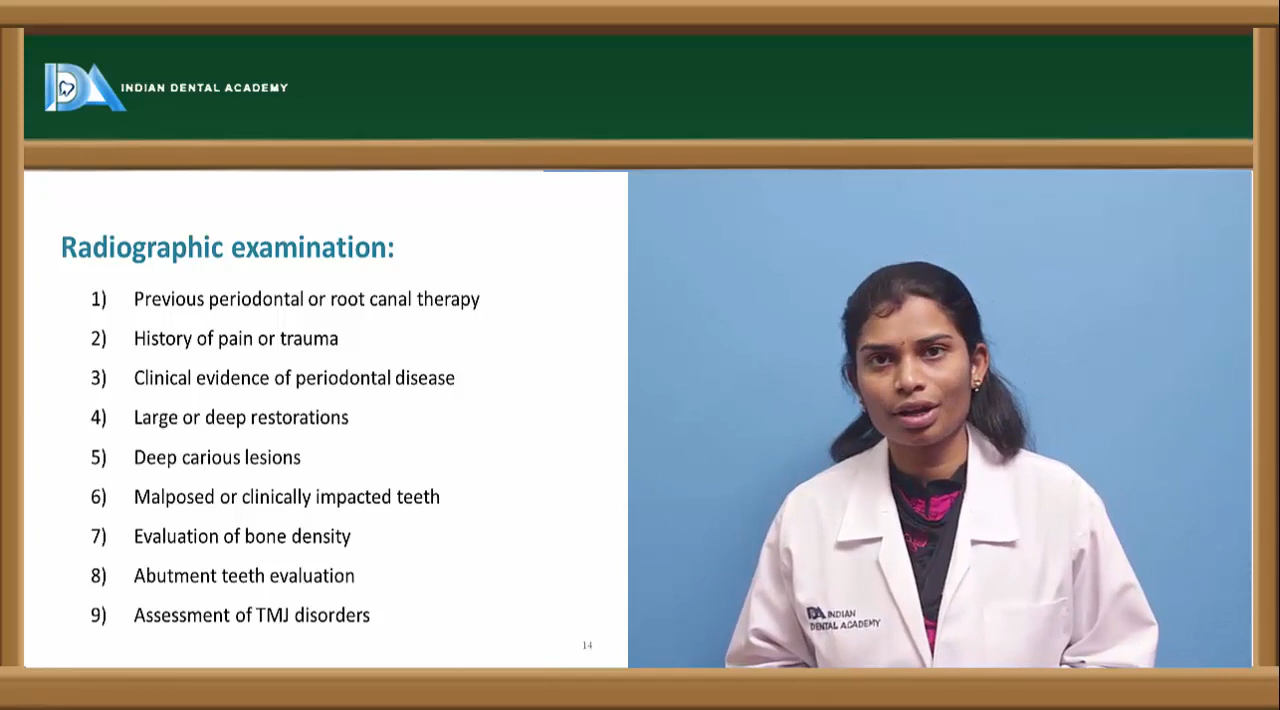 IDA INDIAN DENTAL ACADEMY
Radiographic examination:
1) Previous periodontal or root canal therapy
2) History of pain or trauma
3) Clinical evidence of periodontal disease
4) Large or deep restorations
5) Deep carious lesions
6) Malposed or clinically impacted teeth
7) Evaluation of bone density
8) Abutment teeth evaluation
9) Assessment of TMJ disorders
14
IDA INDIAN
DENTAL ACADEMY